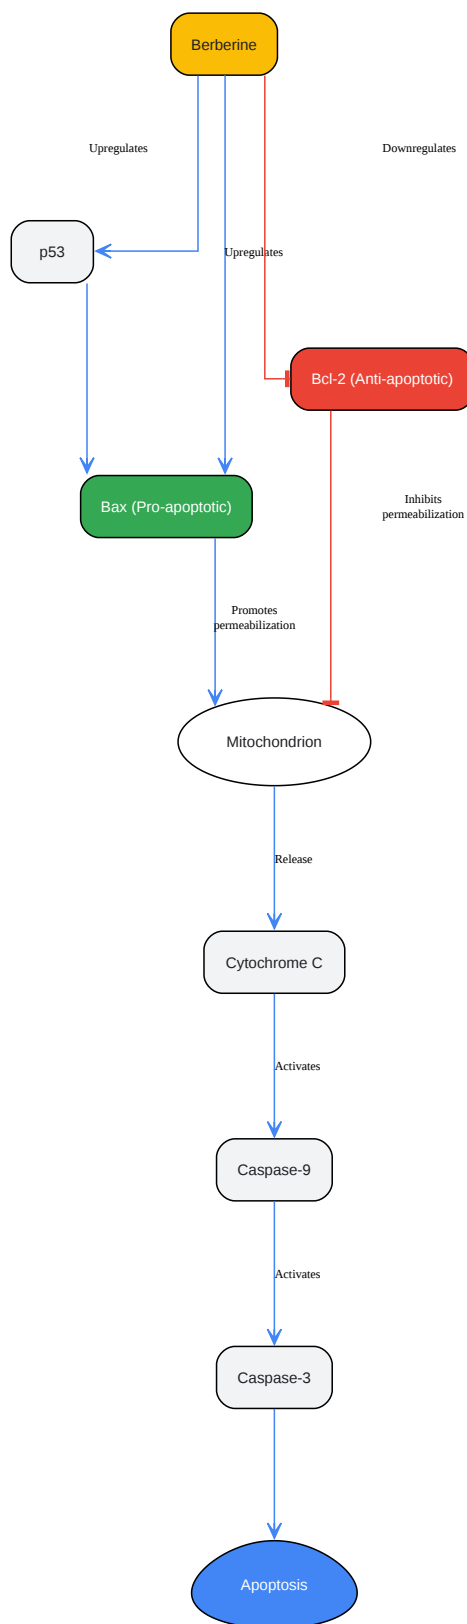 Berberine
Upregulates
Downregulates
p53
Upregulates
Bcl-2 (Anti-apoptotic)
Bax (Pro-apoptotic)
Inhibits
permeabilization
Promotes
permeabilization
Mitochondrion
Release
Cytochrome C
Activates
Caspase-9
Activates
Caspase-3
Apoptosis